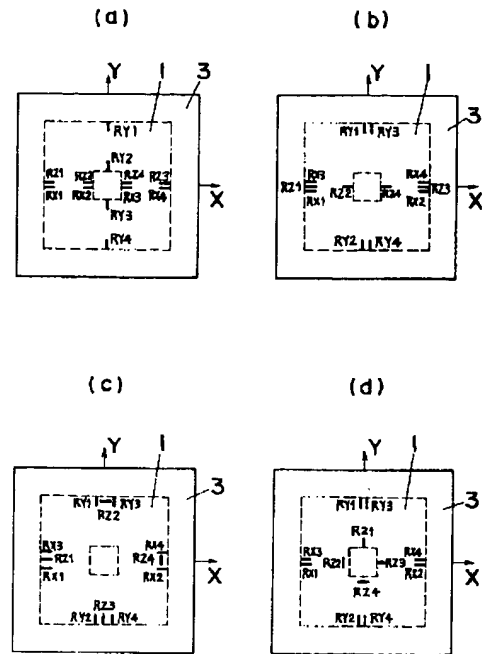 (a)
Y 1 3
RY1
RY2
RZ1 RZ2 RZ4 RZ3
RX1 RX2 RX3 RX4
X
RY3
RY4
(b)
Y 1
3
RY1 RY3
RX3 RX4
RZ1 RZ2 RZ4 RZ3
RX1 RX2
X
RY2 RY4
(c)
Y 1
3
RY1 RY3
RZ2
RX3 RX4
RZ1 RZ4
RX1 RX2
X
RZ3
RY2 RY4
(d)
Y 1
3
RY1 RY3
RZ1
RX3 RX4
RZ3
RX1 RZ2
X
RZ4
RY2 RY4